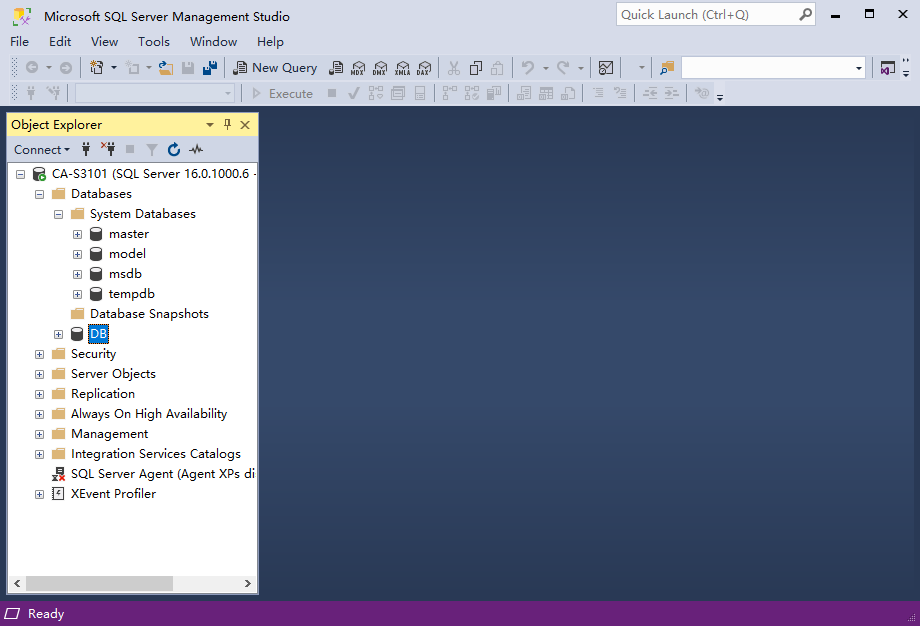 Microsoft SQL Server Management Studio
Quick Launch (Ctrl+Q)
File Edit View Tools Window Help
New Query MDX DMX XMLA DAX
Execute
Object Explorer
Connect
CA-S3101 (SQL Server 16.0.1000.6 -
Databases
System Databases
master
model
msdb
tempdb
Database Snapshots
DB
Security
Server Objects
Replication
Always On High Availability
Management
Integration Services Catalogs
SQL Server Agent (Agent XPs di
XEvent Profiler
Ready